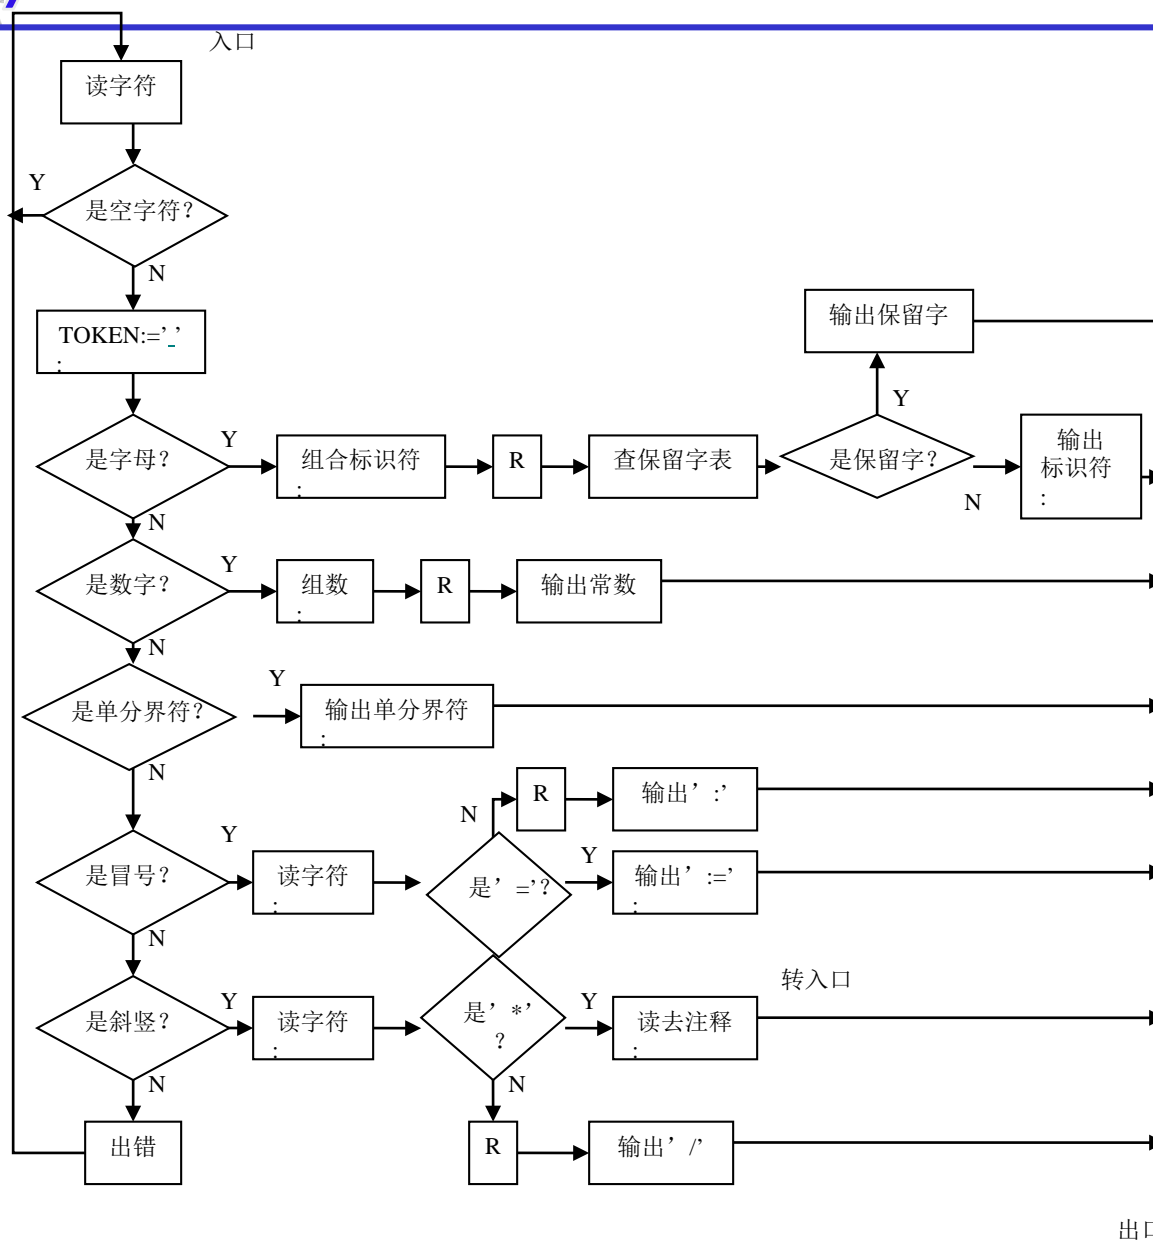 入口
读字符
Y
是空字符?
N
TOKEN:=’ ’
:
输出保留字
Y
是字母?
Y
组合标识符
:
R
查保留字表
是保留字?
N
输出
标识符
:
N
是数字?
Y
组数
:
R
输出常数
N
是单分界符?
Y
输出单分界符
:
N
是冒号?
Y
读字符
:
是’ =’?
N
R
输出’ :’
Y
输出’ :=’
:
N
是斜竖?
Y
读字符
:
是’ *’
?
Y
读去注释
:
转入口
N
出错
N
R
输出’ /’
出口